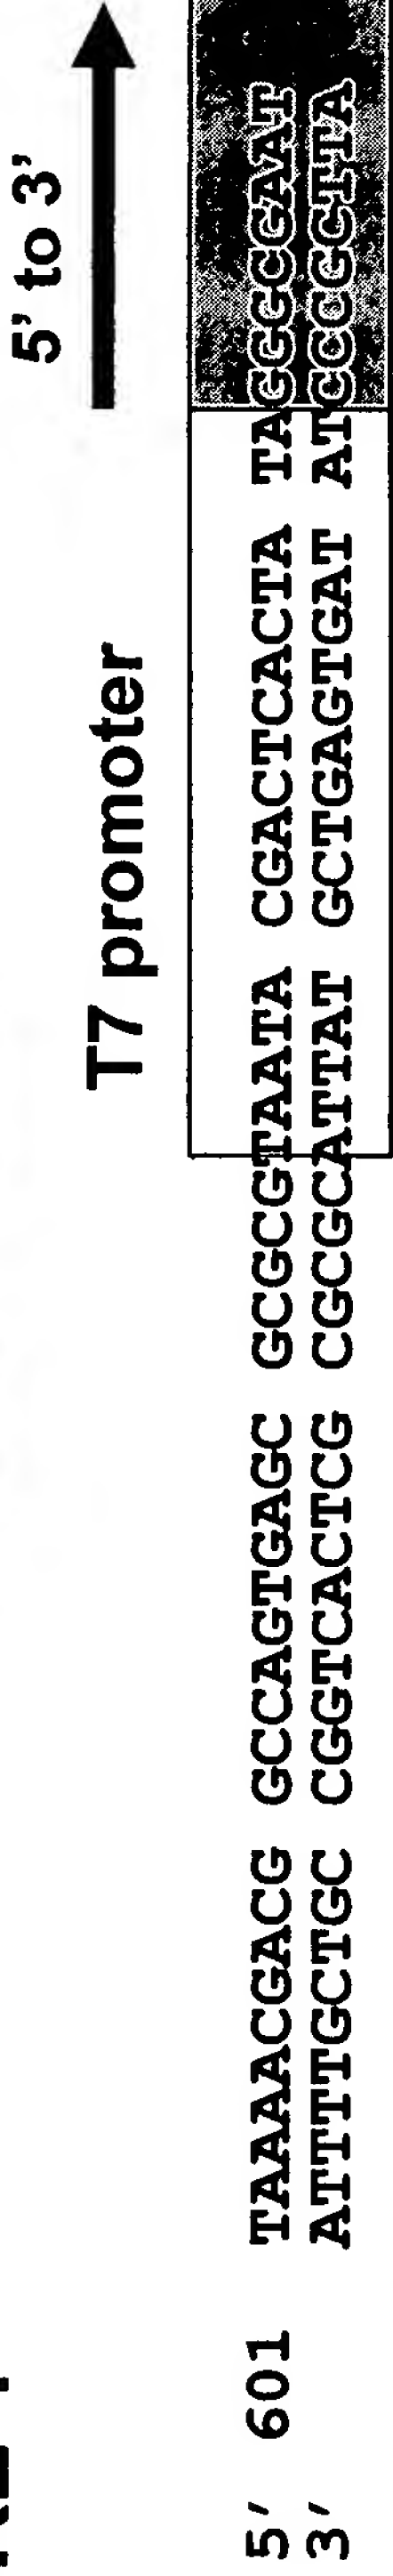 5' to 3'
T7 promoter
5' 601 TAAAACGACG GCCAGTGAGC GCGCGTAATA CGACTCACTA TAGGGCGAAT
3' ATTTTGCTGC CGGTCACTCG CGCGCATTAT GCTGAGTGAT ATCCCGCTTA